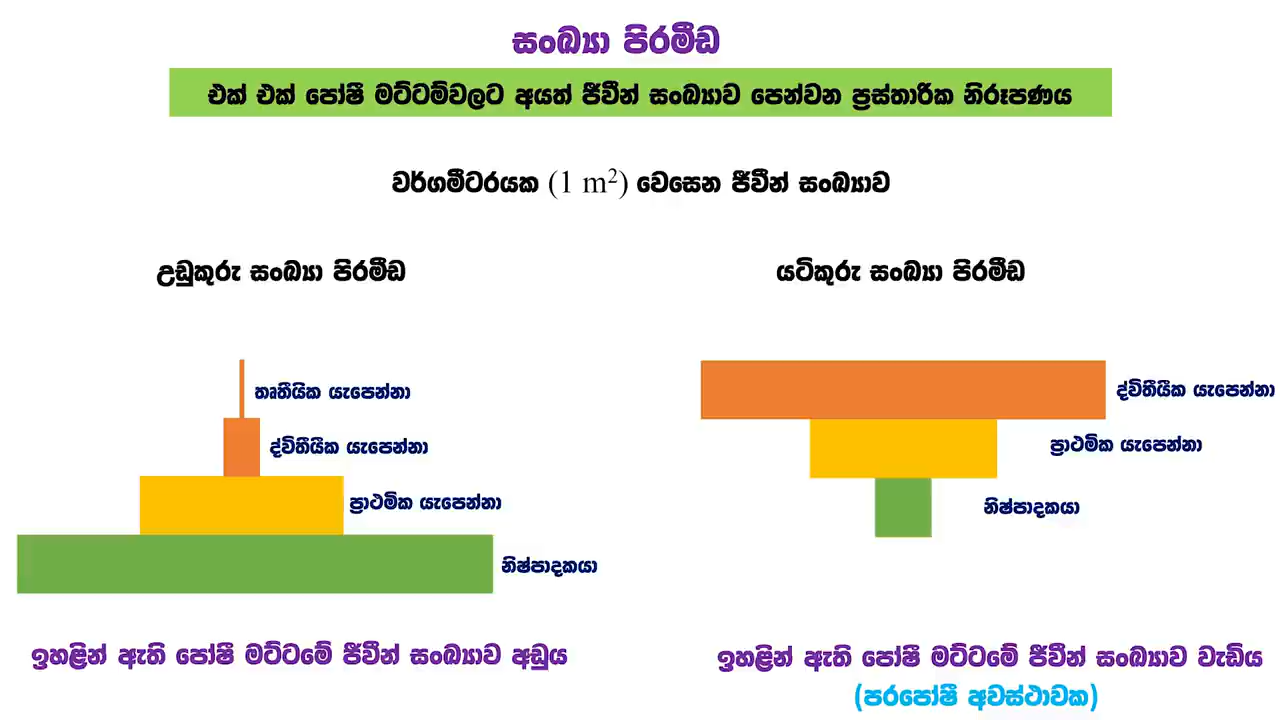 සංඛ්‍යා පිරමීඩ
එක් එක් පෝෂී මට්ටම්වලට අයත් ජීවීන් සංඛ්‍යාව පෙන්වන ප්‍රස්තාරික නිරූපණය
වර්ගමීටරයක (1 m²) වෙසෙන ජීවීන් සංඛ්‍යාව
උඩුකුරු සංඛ්‍යා පිරමීඩ
තෘතීයික යැපෙන්නා
ද්විතීයික යැපෙන්නා
ප්‍රාථමික යැපෙන්නා
නිෂ්පාදකයා
ඉහළින් ඇති පෝෂී මට්ටමේ ජීවීන් සංඛ්‍යාව අඩුය
යටිකුරු සංඛ්‍යා පිරමීඩ
ද්විතීයික යැපෙන්නා
ප්‍රාථමික යැපෙන්නා
නිෂ්පාදකයා
ඉහළින් ඇති පෝෂී මට්ටමේ ජීවීන් සංඛ්‍යාව වැඩිය
(පරපෝෂී අවස්ථාවක)